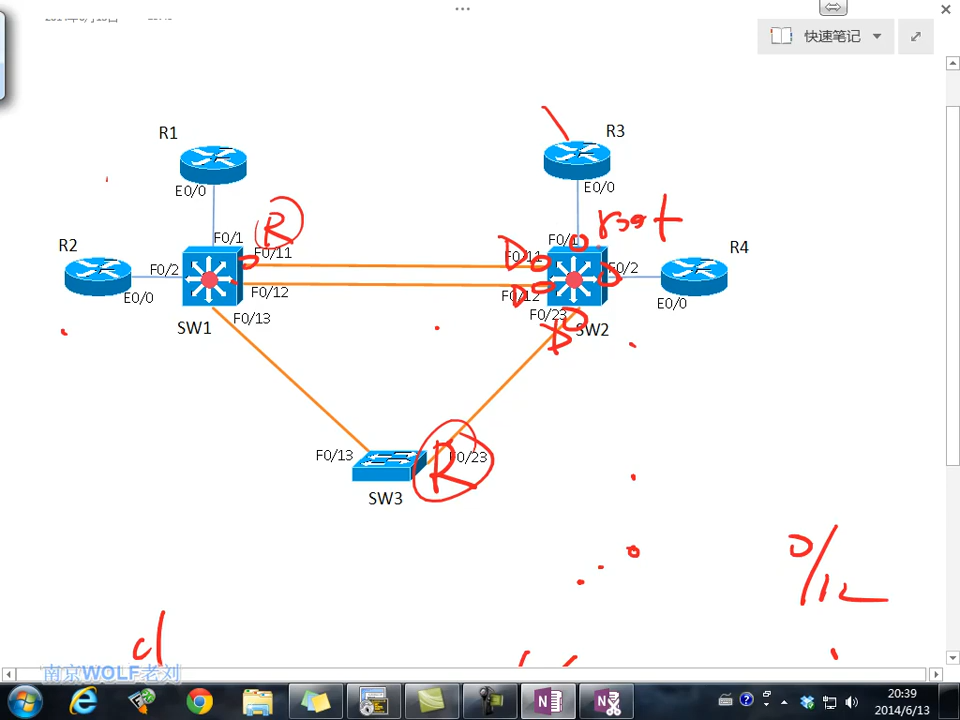 快速笔记
R1
R3
E0/0
E0/0
R
root
F0/1
F0/1
R2
R4
F0/11
D
F0/11
F0/2
F0/2
E0/0
E0/0
F0/12
D
F0/12
F0/13
F0/23
SW1
D
SW2
F0/13
R
F0/23
SW3
d
南京WOLF老刘
20:39
2014/6/13